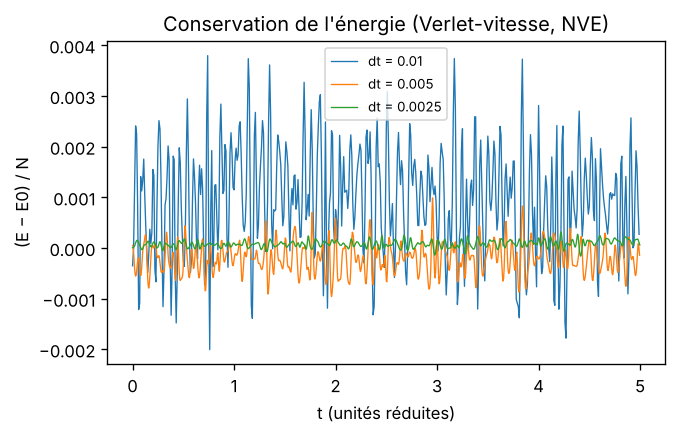 Conservation de l'énergie (Verlet-vitesse, NVE)
(E − E0) / N
0.004
0.003
0.002
0.001
0.000
−0.001
−0.002
dt = 0.01
dt = 0.005
dt = 0.0025
0 1 2 3 4 5
t (unités réduites)